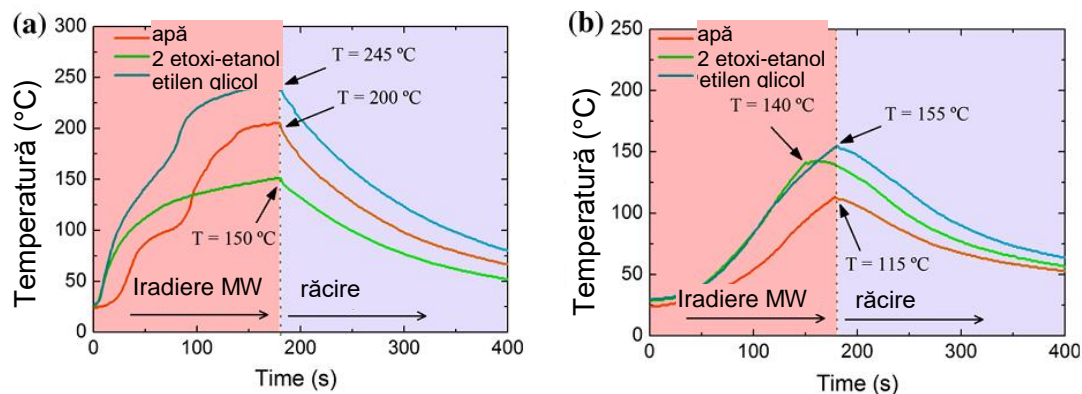 (a)
300
250
200
150
100
50
0
Temperatură (°C)
apă
2 etoxi-etanol
etilen glicol
T = 245 ºC
T = 200 ºC
T = 150 ºC
Iradiere MW
răcire
0 100 200 300 400
Time (s)
(b)
250
200
150
100
50
0
Temperatură (°C)
apă
2 etoxi-etanol
etilen glicol
T = 140 ºC
T = 155 ºC
T = 115 ºC
Iradiere MW
răcire
0 100 200 300 400
Time (s)